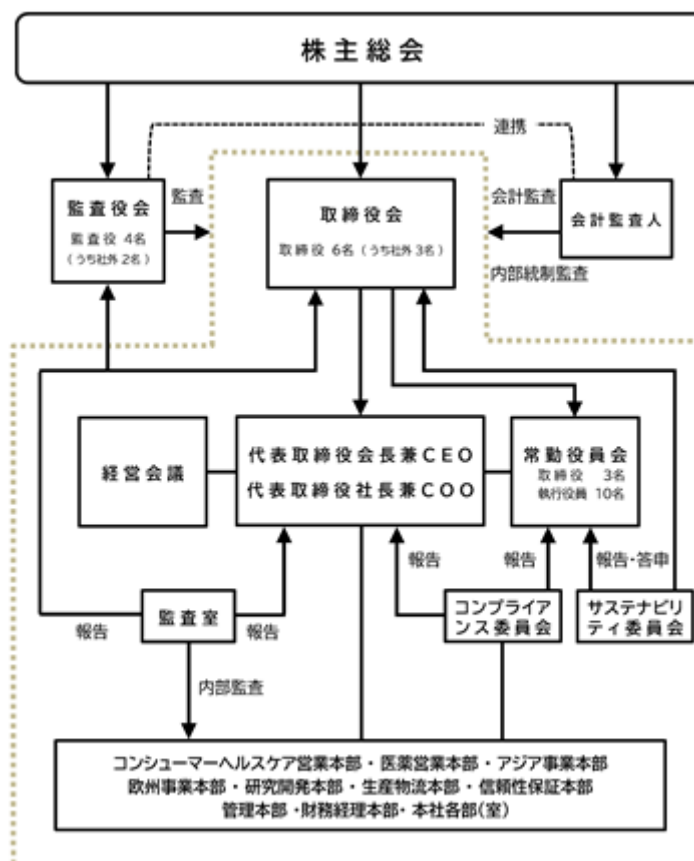 株主総会
連携
監査役会
監査役 4名
(うち社外2名)
監査
取締役会
取締役 6名(うち社外3名)
会計監査
会計監査人
内部統制監査
経営会議
代表取締役会長兼CEO
代表取締役社長兼COO
常勤役員会
取締役 3名
執行役員 10名
報告
報告
報告・答申
監査室
報告
報告
コンプライアンス委員会
サステナビリティ委員会
内部監査
コンシューマーヘルスケア営業本部・医薬営業本部・アジア事業本部
欧州事業本部・研究開発本部・生産物流本部・信頼性保証本部
管理本部・財務経理本部・本社各部(室)